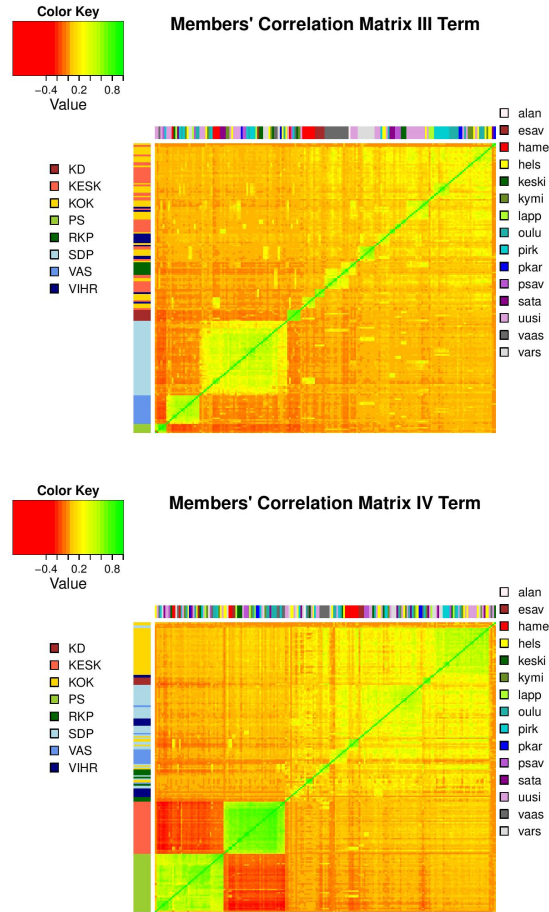 Color Key
Members' Correlation Matrix III Term
−0.4 0.2 0.8
Value
KD
KESK
KOK
PS
RKP
SDP
VAS
VIHR
alan
esav
hame
hels
keski
kymi
lapp
oulu
pirk
pkar
psav
sata
uusi
vaas
vars
Color Key
Members' Correlation Matrix IV Term
−0.4 0.2 0.8
Value
KD
KESK
KOK
PS
RKP
SDP
VAS
VIHR
alan
esav
hame
hels
keski
kymi
lapp
oulu
pirk
pkar
psav
sata
uusi
vaas
vars